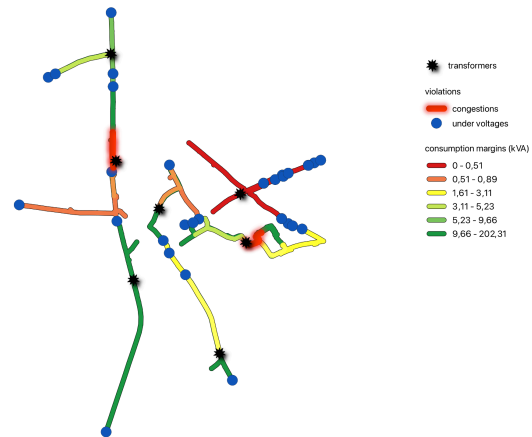 transformers
violations
congestions
under voltages
consumption margins (kVA)
0 - 0,51
0,51 - 0,89
1,61 - 3,11
3,11 - 5,23
5,23 - 9,66
9,66 - 202,31